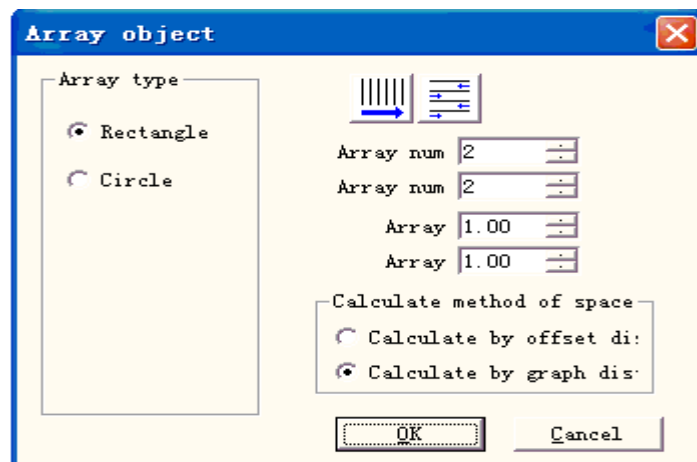 Array object
Array type
Rectangle
Circle
Array num 2
Array num 2
Array 1.00
Array 1.00
Calculate method of space
Calculate by offset di:
Calculate by graph dis
OK
Cancel